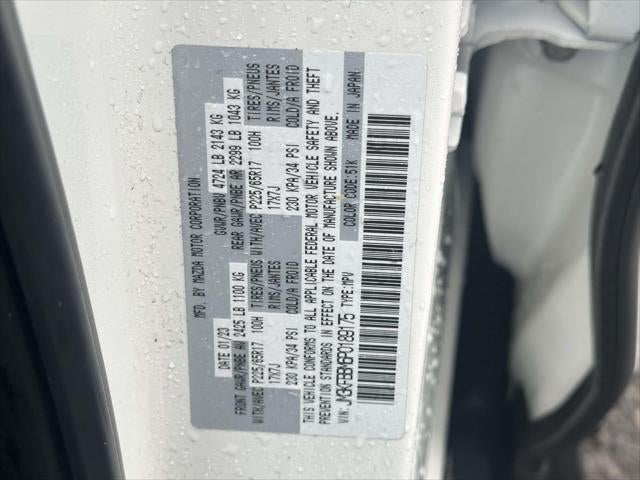 MFD. BY MAZDA MOTOR CORPORATION
DATE 01/23 GVWR/PNBV 4724 LB 2143 KG
FRONT GAWR/PNBE AV 2425 LB 1100 KG REAR GAWR/PNBE AR 2299 LB 1043 KG
WITH/AVEC P225/65R17 100H TIRES/PNEUS WITH/AVEC P225/65R17 100H TIRES/PNEUS
17X7J RIMS/JANTES 17X7J RIMS/JANTES
230 KPA/34 PSI COLD/A FROID 230 KPA/34 PSI COLD/A FROID
THIS VEHICLE CONFORMS TO ALL APPLICABLE FEDERAL MOTOR VEHICLE SAFETY AND THEFT
PREVENTION STANDARDS IN EFFECT ON THE DATE OF MANUFACTURE SHOWN ABOVE.
VIN: JM3KFBBM6P0189175 TYPE:MPV COLOR CODE:51K MADE IN JAPAN